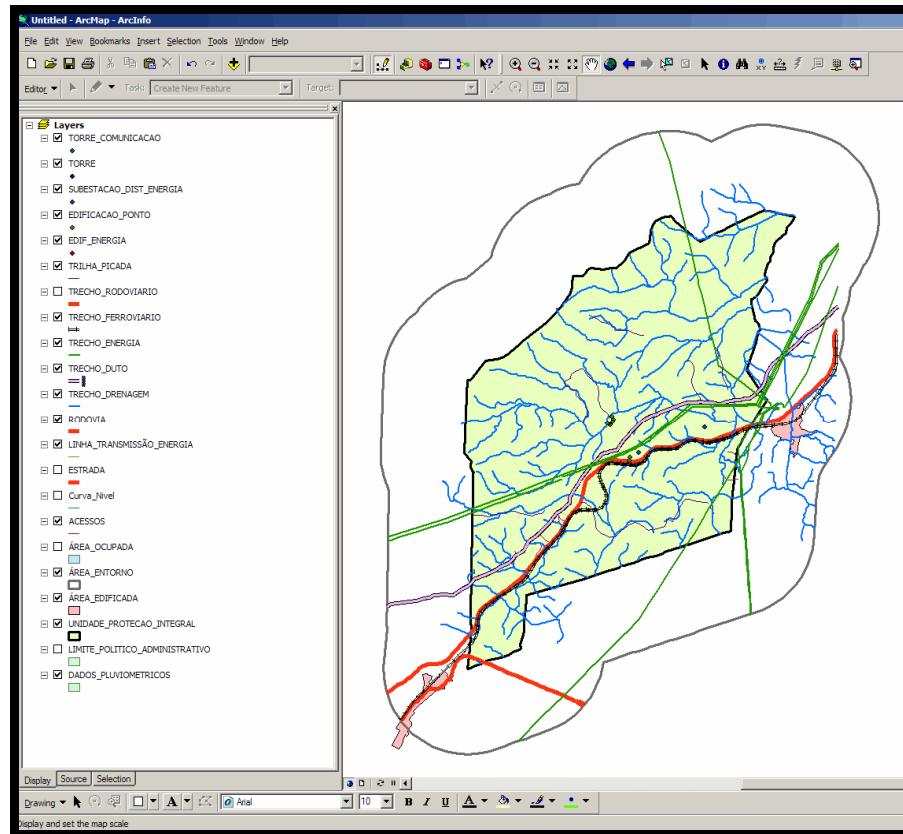 Untitled - ArcMap - ArcInfo
File Edit View Bookmarks Insert Selection Tools Window Help
Editor Task: Create New Feature Target:
Layers
TORRE_COMUNICACAO
TORRE
SUBESTACAO_DIST_ENERGIA
EDIFICACAO_PONTO
EDIF_ENERGIA
TRILHA_PICADA
TRECHO_RODOVIARIO
TRECHO_FERROVIARIO
TRECHO_ENERGIA
TRECHO_DUTO
TRECHO_DRENAGEM
RODOVIA
LINHA_TRANSMISSÃO_ENERGIA
ESTRADA
Curva_Nivel
ACESSOS
ÁREA_OCUPADA
ÁREA_ENTORNO
ÁREA_EDIFICADA
UNIDADE_PROTECAO_INTEGRAL
LIMITE_POLITICO_ADMINISTRATIVO
DADOS_PLUVIOMETRICOS
Display Source Selection
Drawing A Arial 10 B I U A
Display and set the map scale